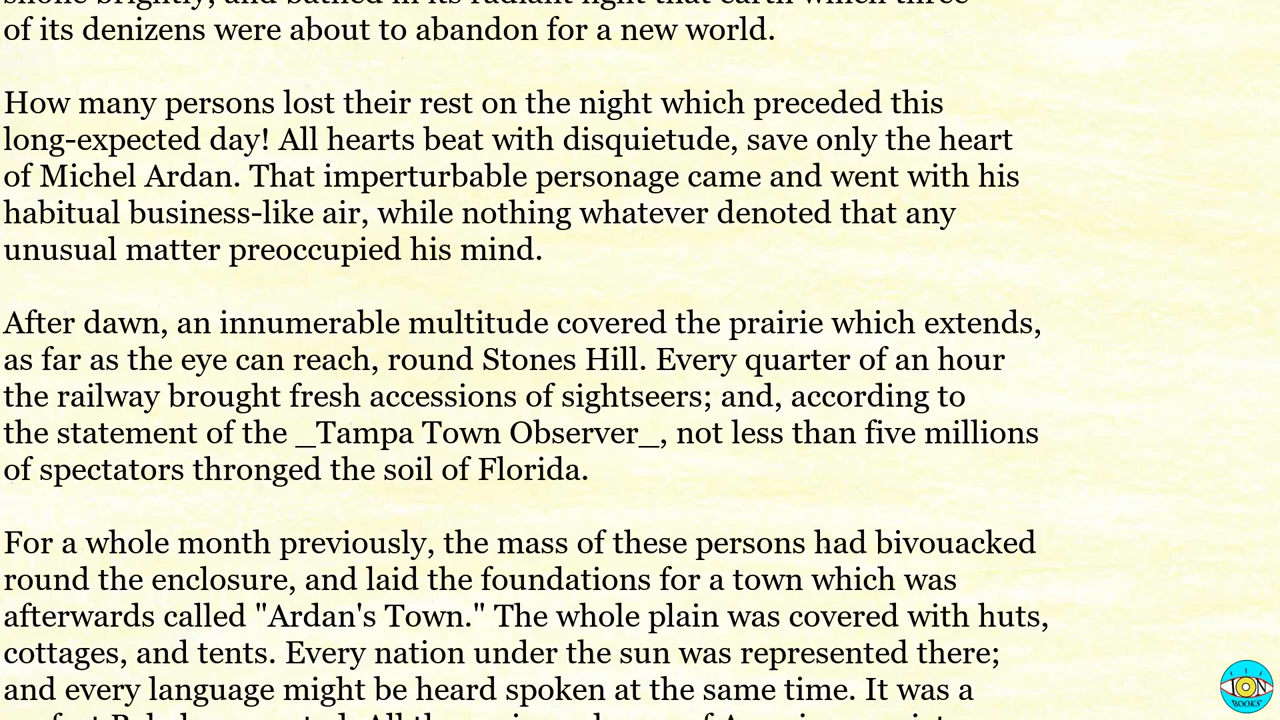 of its denizens were about to abandon for a new world.
How many persons lost their rest on the night which preceded this
long-expected day! All hearts beat with disquietude, save only the heart
of Michel Ardan. That imperturbable personage came and went with his
habitual business-like air, while nothing whatever denoted that any
unusual matter preoccupied his mind.
After dawn, an innumerable multitude covered the prairie which extends,
as far as the eye can reach, round Stones Hill. Every quarter of an hour
the railway brought fresh accessions of sightseers; and, according to
the statement of the _Tampa Town Observer_, not less than five millions
of spectators thronged the soil of Florida.
For a whole month previously, the mass of these persons had bivouacked
round the enclosure, and laid the foundations for a town which was
afterwards called "Ardan's Town." The whole plain was covered with huts,
cottages, and tents. Every nation under the sun was represented there;
and every language might be heard spoken at the same time. It was a
ION
BOOKS